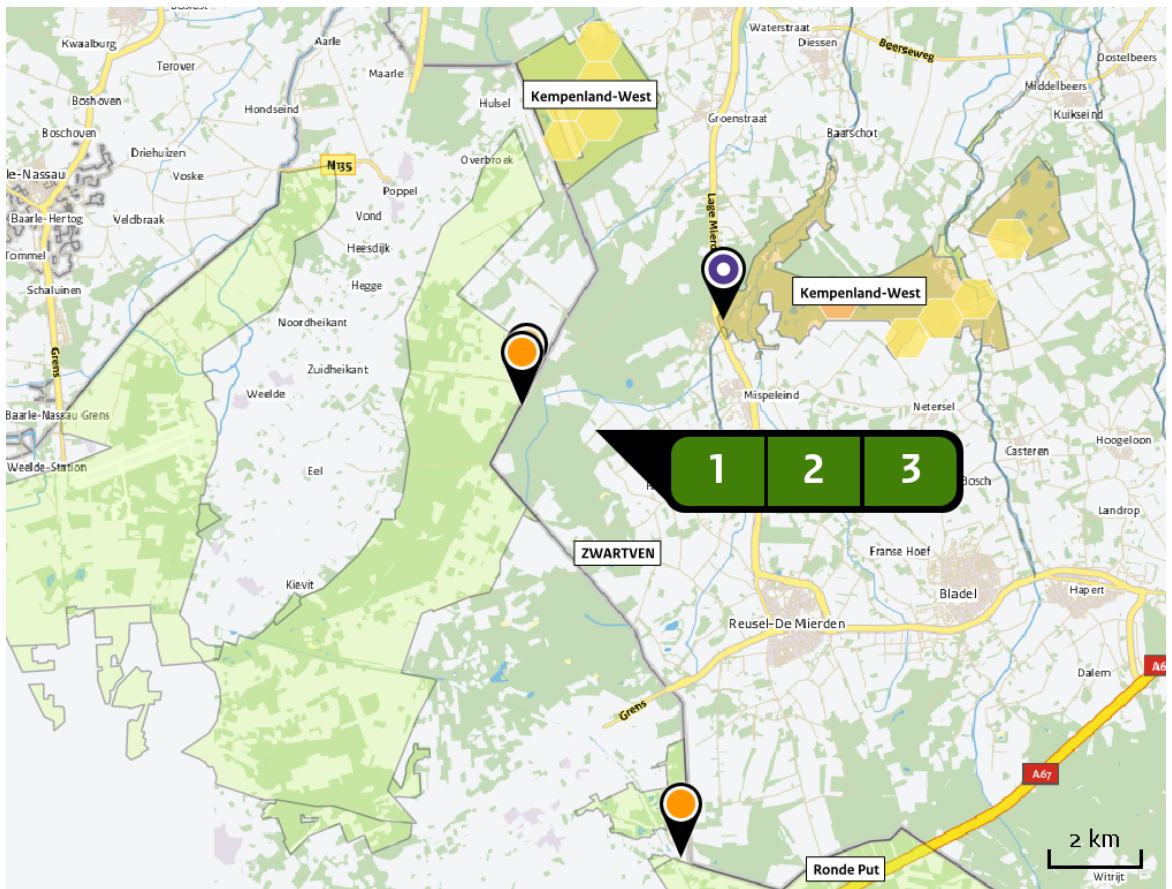 Waterstraat
Kwaalburg
Aarle
Diessen
Beerseweg
Oostelbeers
Terover
Maarle
Middelbeers
Boshoven
Hondseind
Hulsel
Kempenland-West
Groenstraat
Kuikseind
Boschoven
Baarschot
Driehuizen
Overbroek
N135
Voske
le-Nassau
Poppel
Baarle-Hertog
Veldbraak
Vond
Lage Mierd
Tommel
Heesdijk
Schaluinen
Hegge
Kempenland-West
Noordheikant
Grens
Zuidheikant
Weelde
Mispeleind
Netersel
Baarle-Nassau Grens
Hoogeloon
Casteren
Weelde-Station
Eel
1 2 3
Bosch
Landrop
ZWARTVEN
Franse Hoef
Kievit
Bladel
Hapert
Reusel-De Mierden
A6
Dalem
Grens
A67
2 km
Ronde Put
Witrijt